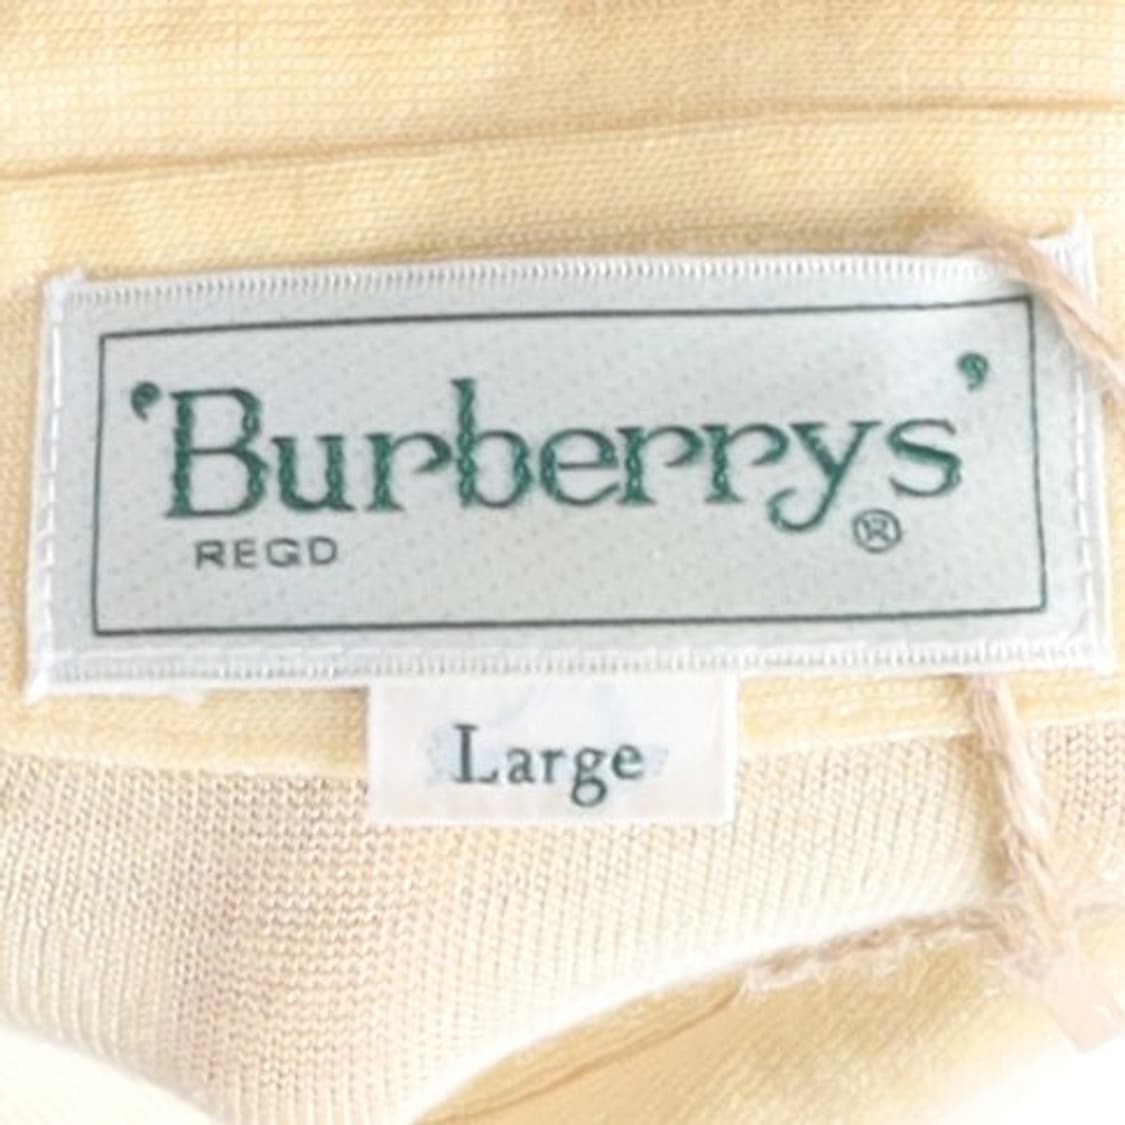 ‘Burberrys’
REGD ®
Large